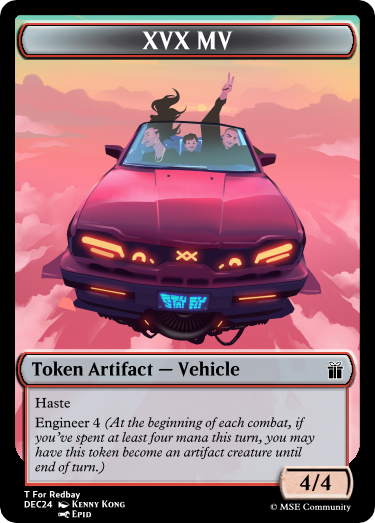 XVX MV
Token Artifact — Vehicle
Haste
Engineer 4 (At the beginning of each combat, if
you've spent at least four mana this turn, you may
have this token become an artifact creature until
end of turn.)
4/4
T For Redbay
DEC24 Kenny Kong
Epid
© MSE Community